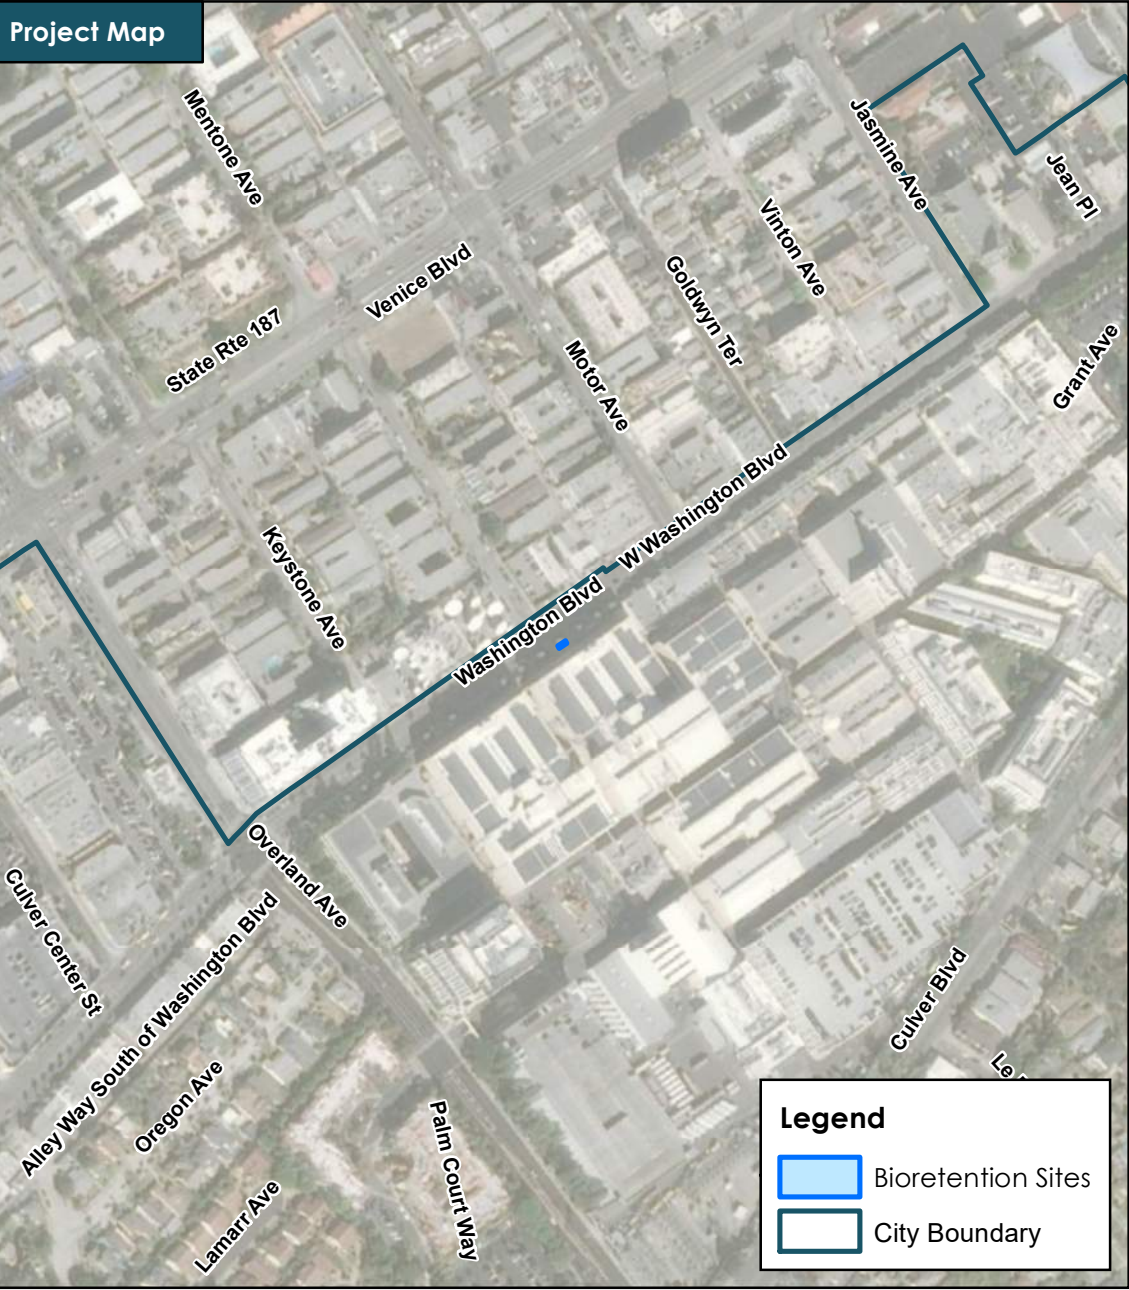 Project Map
Mentone Ave
Jasmine Ave
Jean Pl
Vinton Ave
Venice Blvd
Goldwyn Ter
State Rte 187
Motor Ave
Grant Ave
W Washington Blvd
Keystone Ave
Washington Blvd
Overland Ave
Culver Center St
Alley Way South of Washington Blvd
Culver Blvd
Oregon Ave
Le
Palm Court Way
Lamarr Ave
Legend
Bioretention Sites
City Boundary